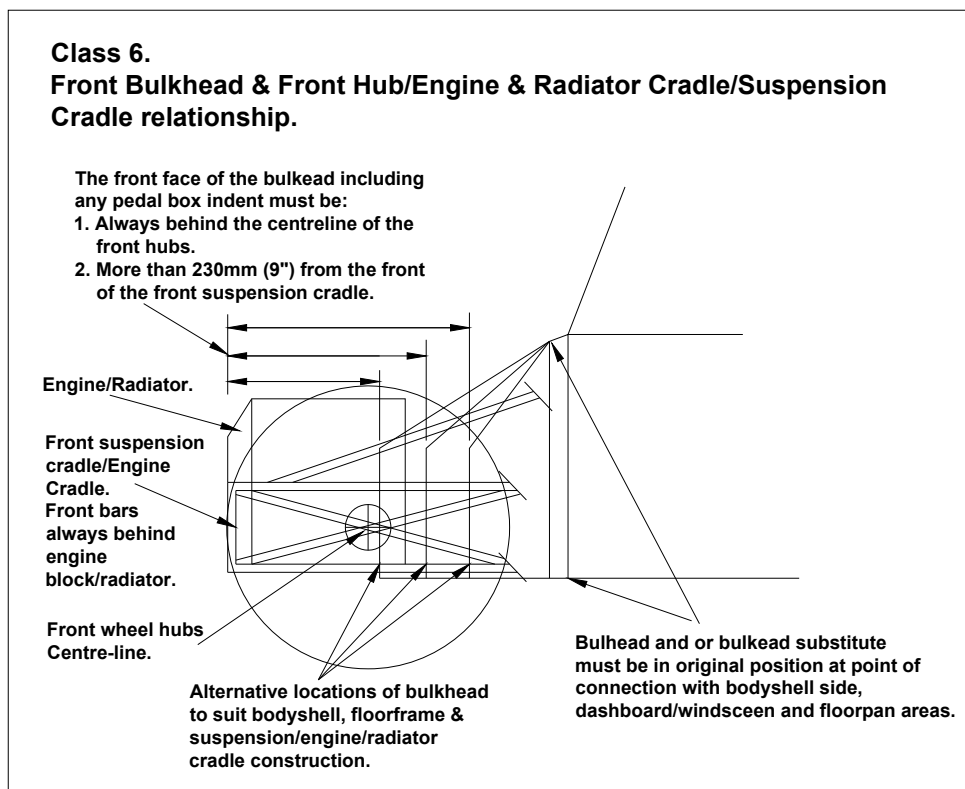 Class 6.
Front Bulkhead & Front Hub/Engine & Radiator Cradle/Suspension
Cradle relationship.
The front face of the bulkead including
any pedal box indent must be:
1. Always behind the centreline of the
front hubs.
2. More than 230mm (9") from the front
of the front suspension cradle.
Engine/Radiator.
Front suspension
cradle/Engine
Cradle.
Front bars
always behind
engine
block/radiator.
Front wheel hubs
Centre-line.
Alternative locations of bulkhead
to suit bodyshell, floorframe &
suspension/engine/radiator
cradle construction.
Bulhead and or bulkead substitute
must be in original position at point of
connection with bodyshell side,
dashboard/windsceen and floorpan areas.